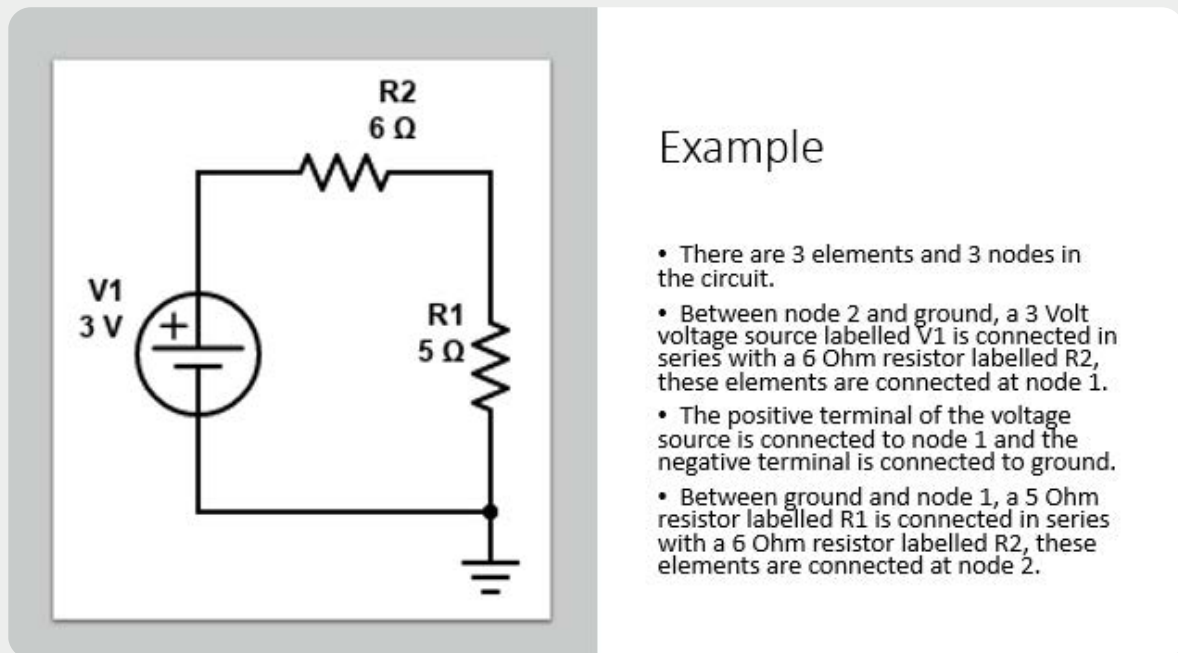 R2
6 Ω
V1
3 V
+
R1
5 Ω
Example
• There are 3 elements and 3 nodes in
the circuit.
• Between node 2 and ground, a 3 Volt
voltage source labelled V1 is connected in
series with a 6 Ohm resistor labelled R2,
these elements are connected at node 1.
• The positive terminal of the voltage
source is connected to node 1 and the
negative terminal is connected to ground.
• Between ground and node 1, a 5 Ohm
resistor labelled R1 is connected in series
with a 6 Ohm resistor labelled R2, these
elements are connected at node 2.